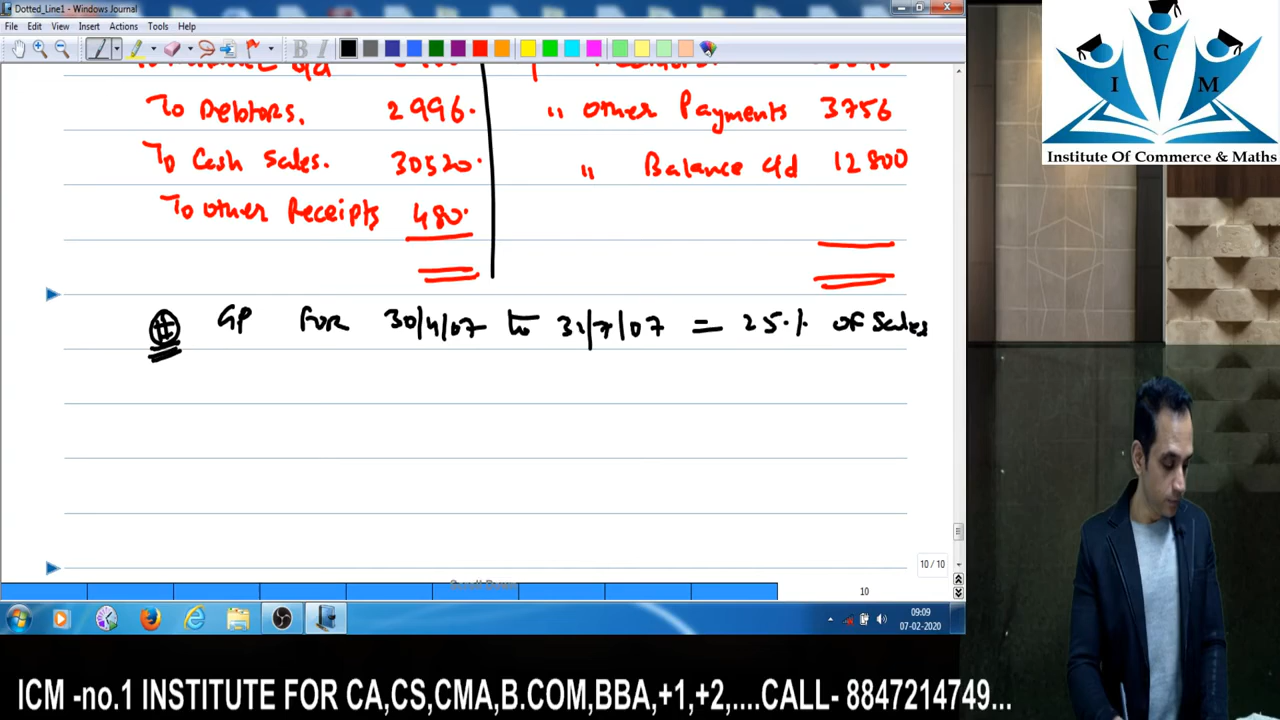 Dotted_Line1 - Windows Journal
File Edit View Insert Actions Tools Help
To Debtors. 2996. " other Payments 3756
To Cash Sales. 30520. " Balance c/d 12800
To other Receipts 480.
# GP FOR 30/4/07 to 31/7/07 = 25% of Sales
10 / 10
10
09:09
07-02-2020
I C M
Institute Of Commerce & Maths
ICM -no.1 INSTITUTE FOR CA,CS,CMA,B.COM,BBA,+1,+2,....CALL- 8847214749...